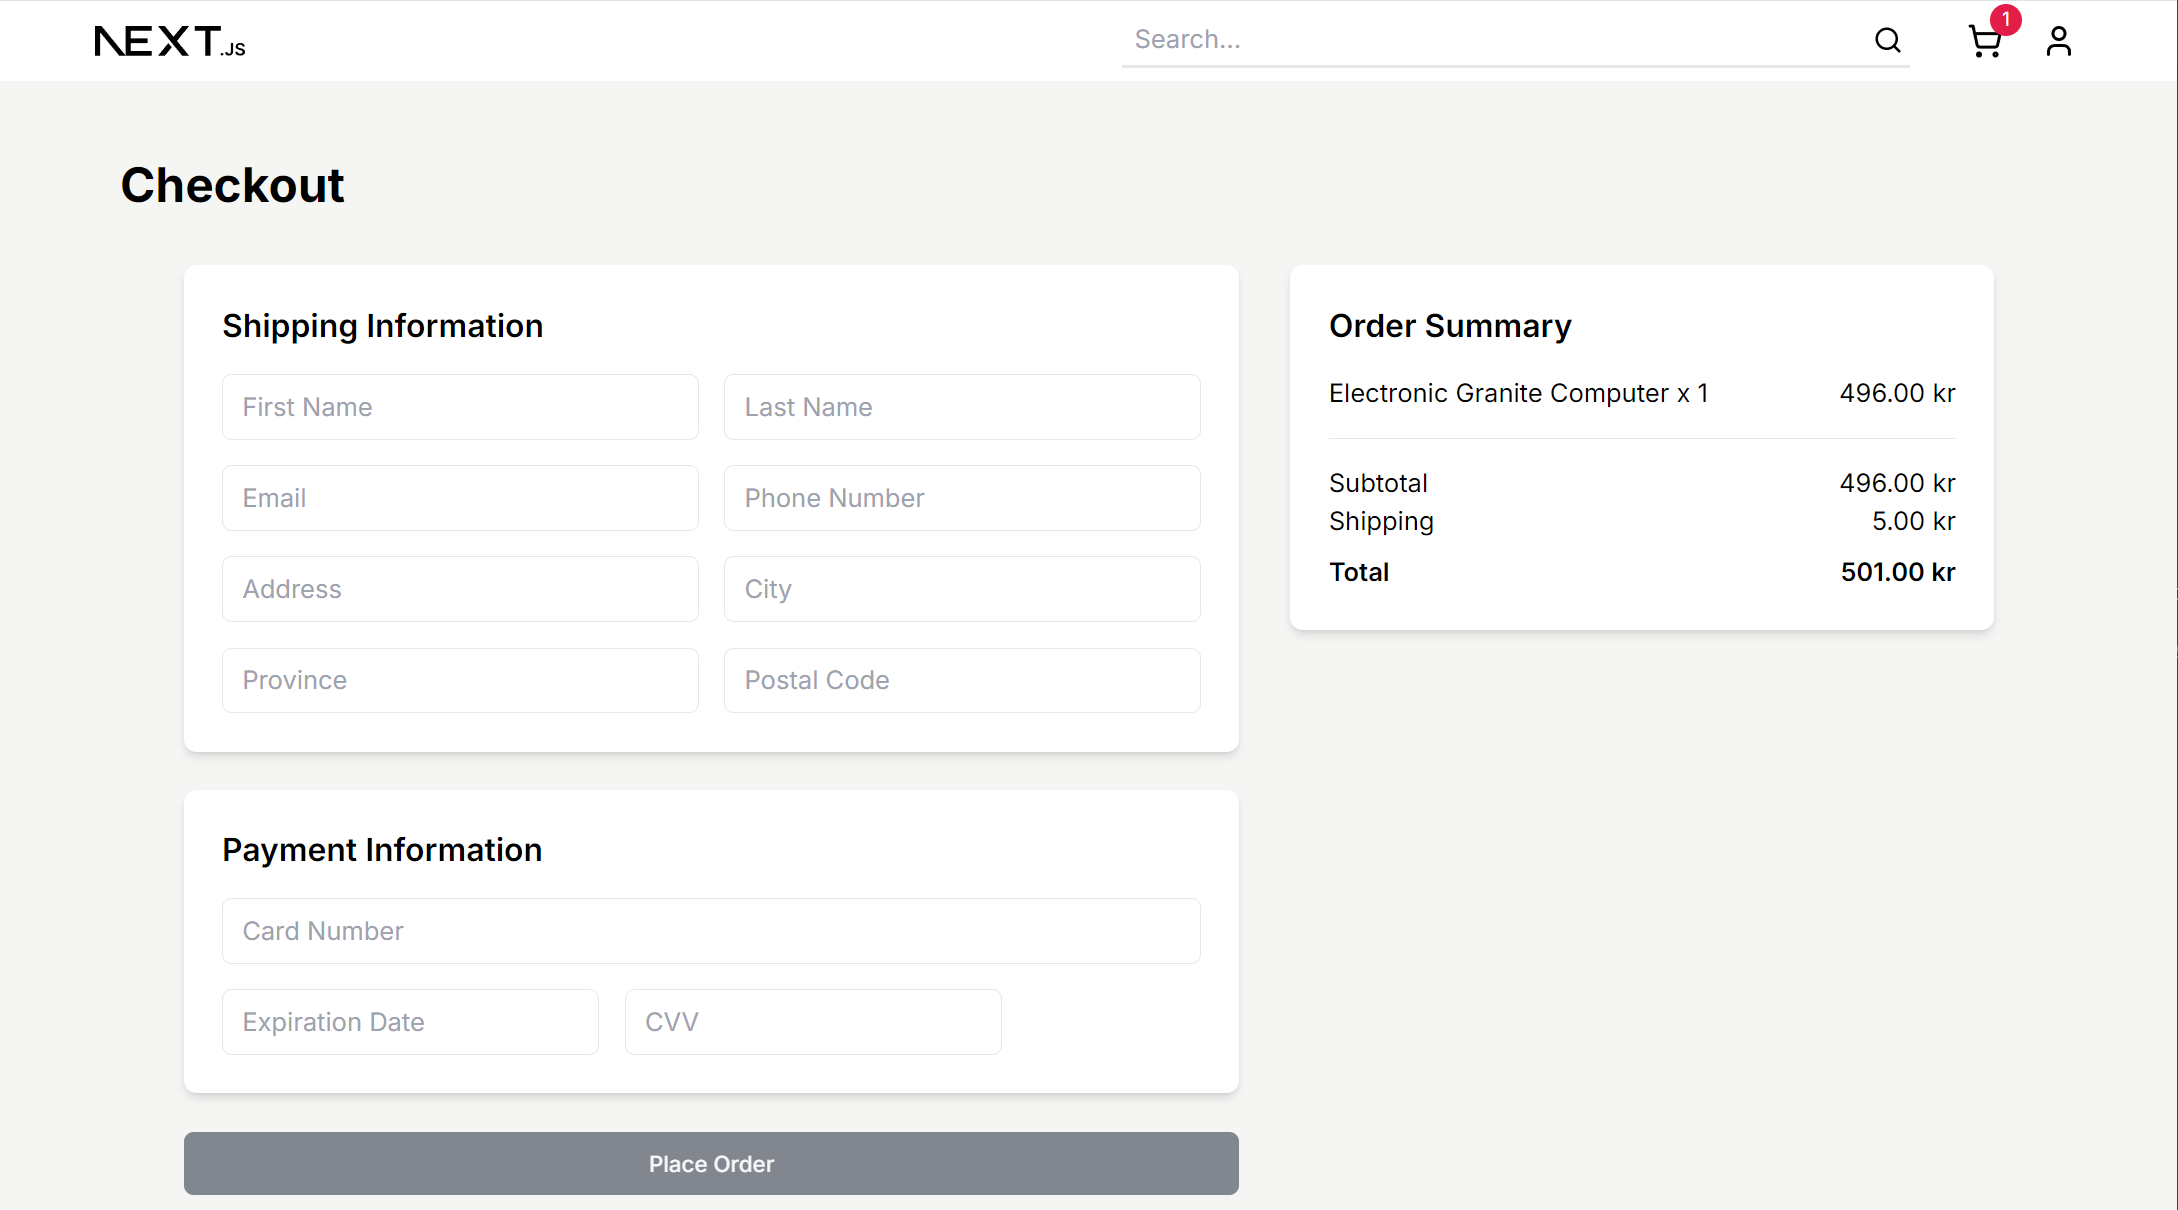 NEXT.JS
Search...
1
Checkout
Shipping Information
First Name
Last Name
Email
Phone Number
Address
City
Province
Postal Code
Payment Information
Card Number
Expiration Date
CVV
Place Order
Order Summary
Electronic Granite Computer x 1 496.00 kr
Subtotal 496.00 kr
Shipping 5.00 kr
Total 501.00 kr